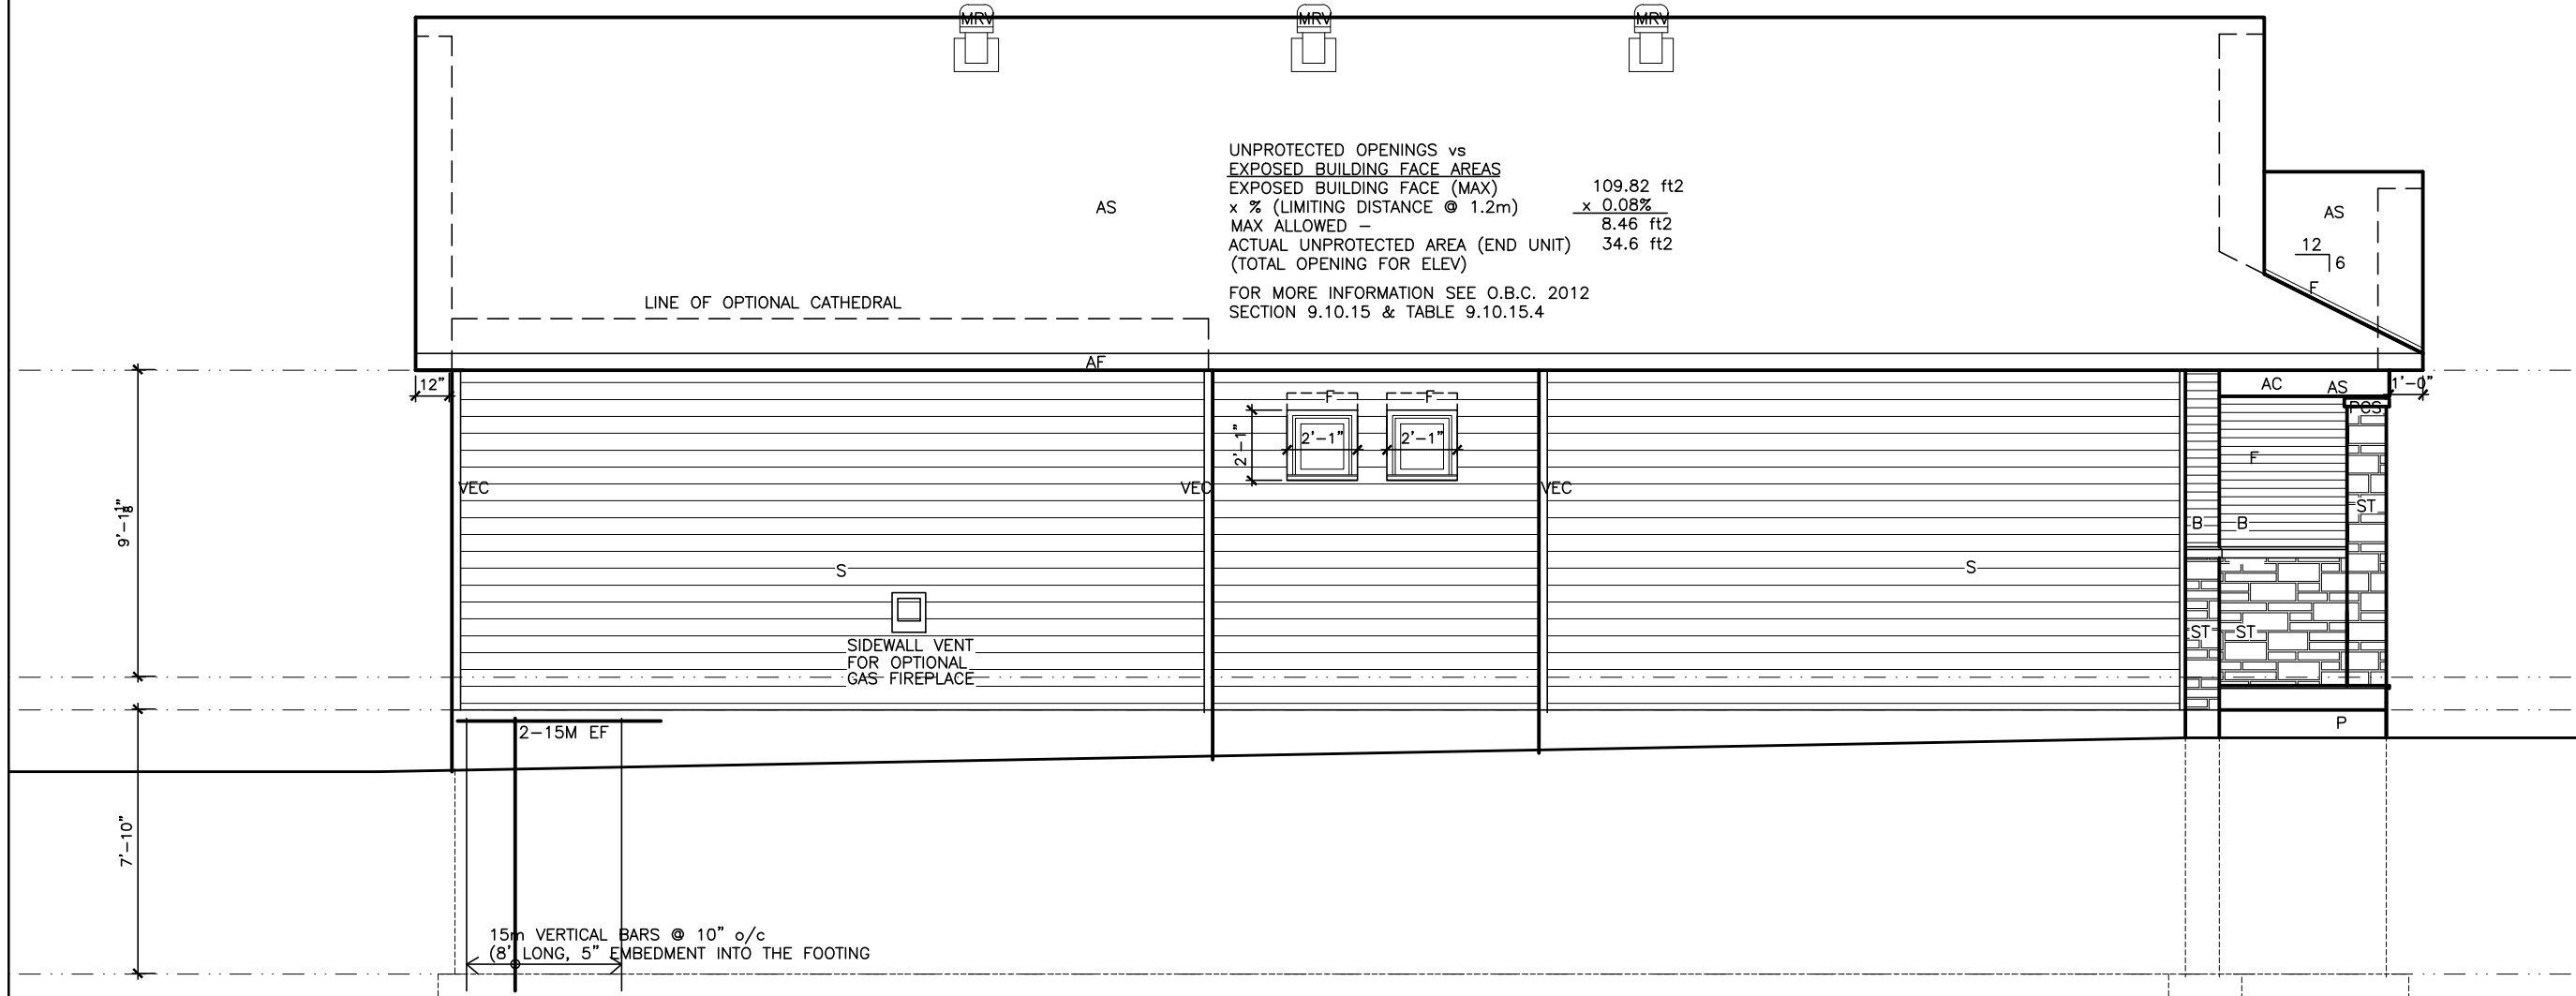 MRV MRV MRV
UNPROTECTED OPENINGS vs
EXPOSED BUILDING FACE AREAS
EXPOSED BUILDING FACE (MAX) 109.82 ft2
x % (LIMITING DISTANCE @ 1.2m) x 0.08%
MAX ALLOWED – 8.46 ft2
ACTUAL UNPROTECTED AREA (END UNIT) 34.6 ft2
(TOTAL OPENING FOR ELEV)
FOR MORE INFORMATION SEE O.B.C. 2012
SECTION 9.10.15 & TABLE 9.10.15.4
AS
AS
12
6
F
LINE OF OPTIONAL CATHEDRAL
AF
12"
AC AS 1'-0"
F F
PCS
2'-1" 2'-1" 2'-1"
F
VEC VEC VEC
ST
9'-1 1/8"
B B
S S
SIDEWALL VENT
FOR OPTIONAL
GAS FIREPLACE
ST ST
P
2-15M EF
7'-10"
15m VERTICAL BARS @ 10" o/c
(8' LONG, 5" EMBEDMENT INTO THE FOOTING